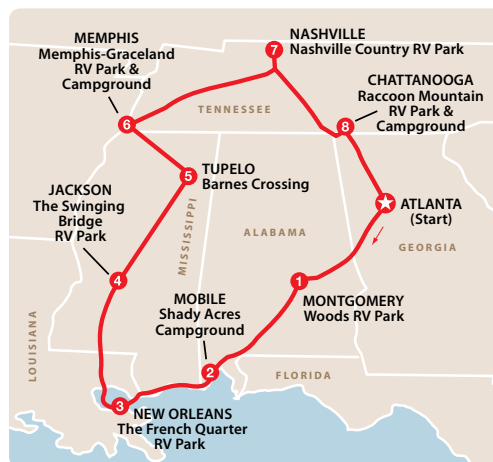 NASHVILLE
Nashville Country RV Park
7
MEMPHIS
Memphis-Graceland
RV Park &
Campground
6
TENNESSEE
CHATTANOOGA
Raccoon Mountain
RV Park &
Campground
8
TUPELO
Barnes Crossing
5
ATLANTA
(Start)
GEORGIA
JACKSON
The Swinging
Bridge
RV Park
4
MISSISSIPPI
ALABAMA
1
MONTGOMERY
Woods RV Park
MOBILE
Shady Acres
Campground
2
LOUISIANA
FLORIDA
3
NEW ORLEANS
The French Quarter
RV Park